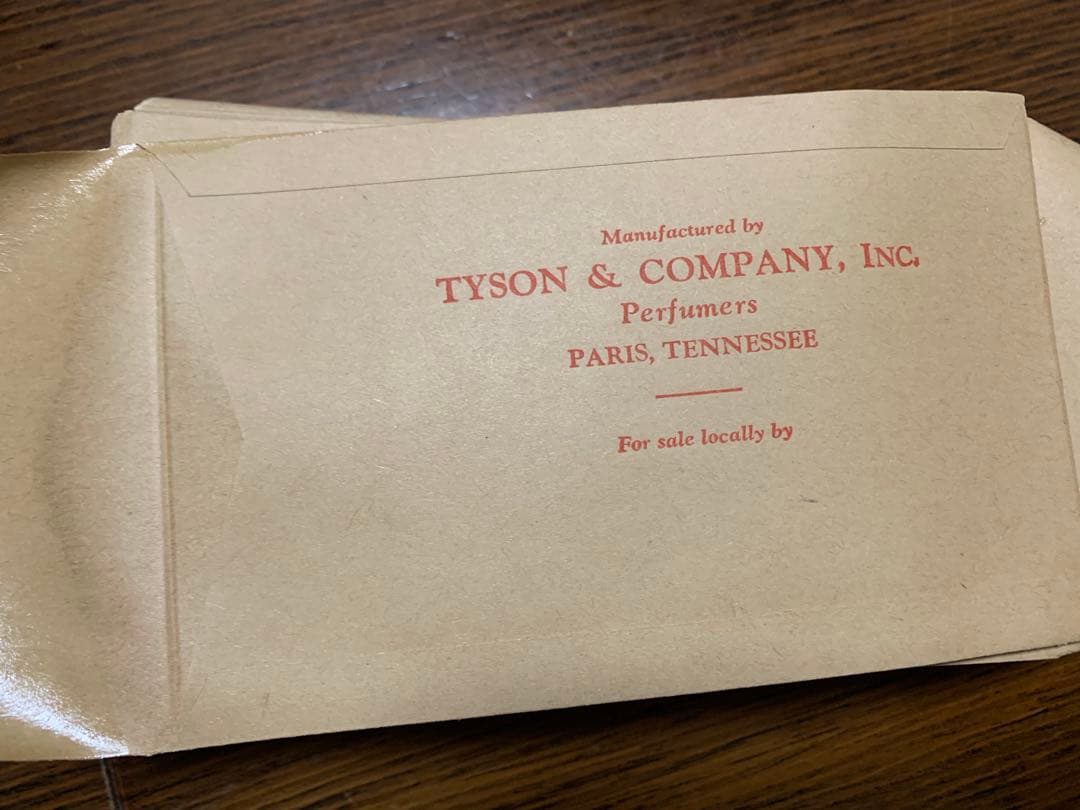 Manufactured by
TYSON & COMPANY, INC.
Perfumers
PARIS, TENNESSEE
For sale locally by